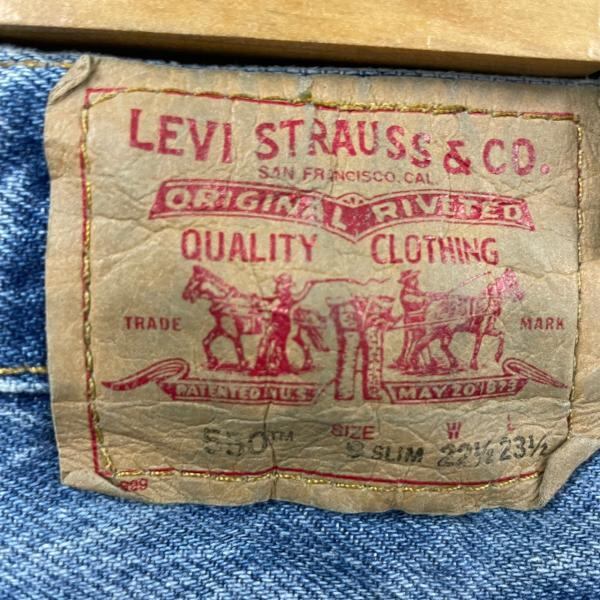 LEVI STRAUSS & CO.
SAN FRANCISCO. CAL
ORIGINAL RIVETED
QUALITY CLOTHING
TRADE MARK
PATENTED IN U.S. MAY 20 1873
SIZE W L
550™ SLIM 22½ 23½